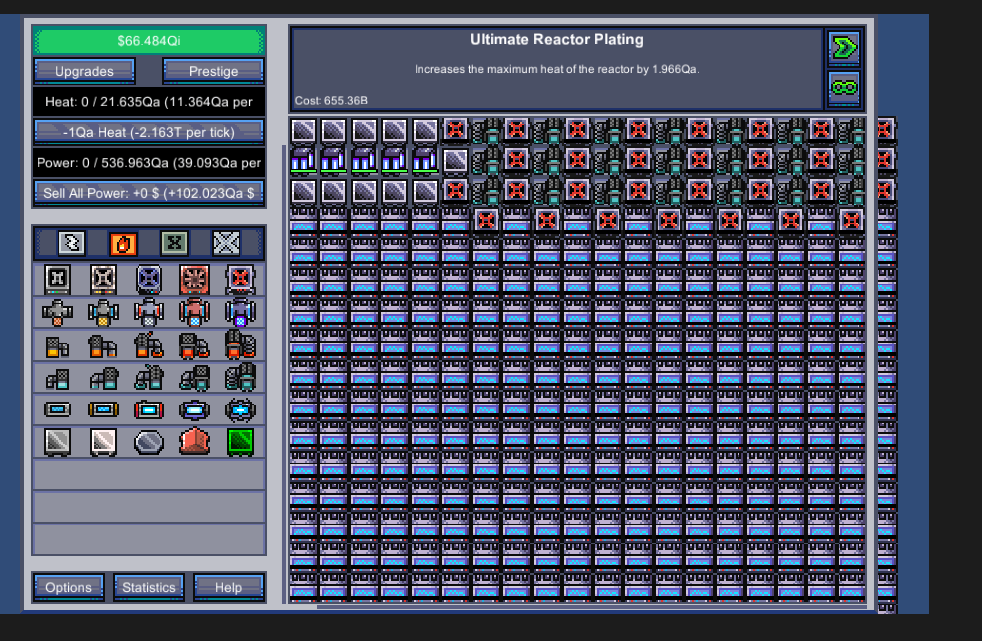 $66.484Qi
Upgrades
Prestige
Heat: 0 / 21.635Qa (11.364Qa per
-1Qa Heat (-2.163T per tick)
Power: 0 / 536.963Qa (39.093Qa per
Sell All Power: +0 $ (+102.023Qa $
Ultimate Reactor Plating
Increases the maximum heat of the reactor by 1.966Qa.
Cost: 655.36B
Options
Statistics
Help